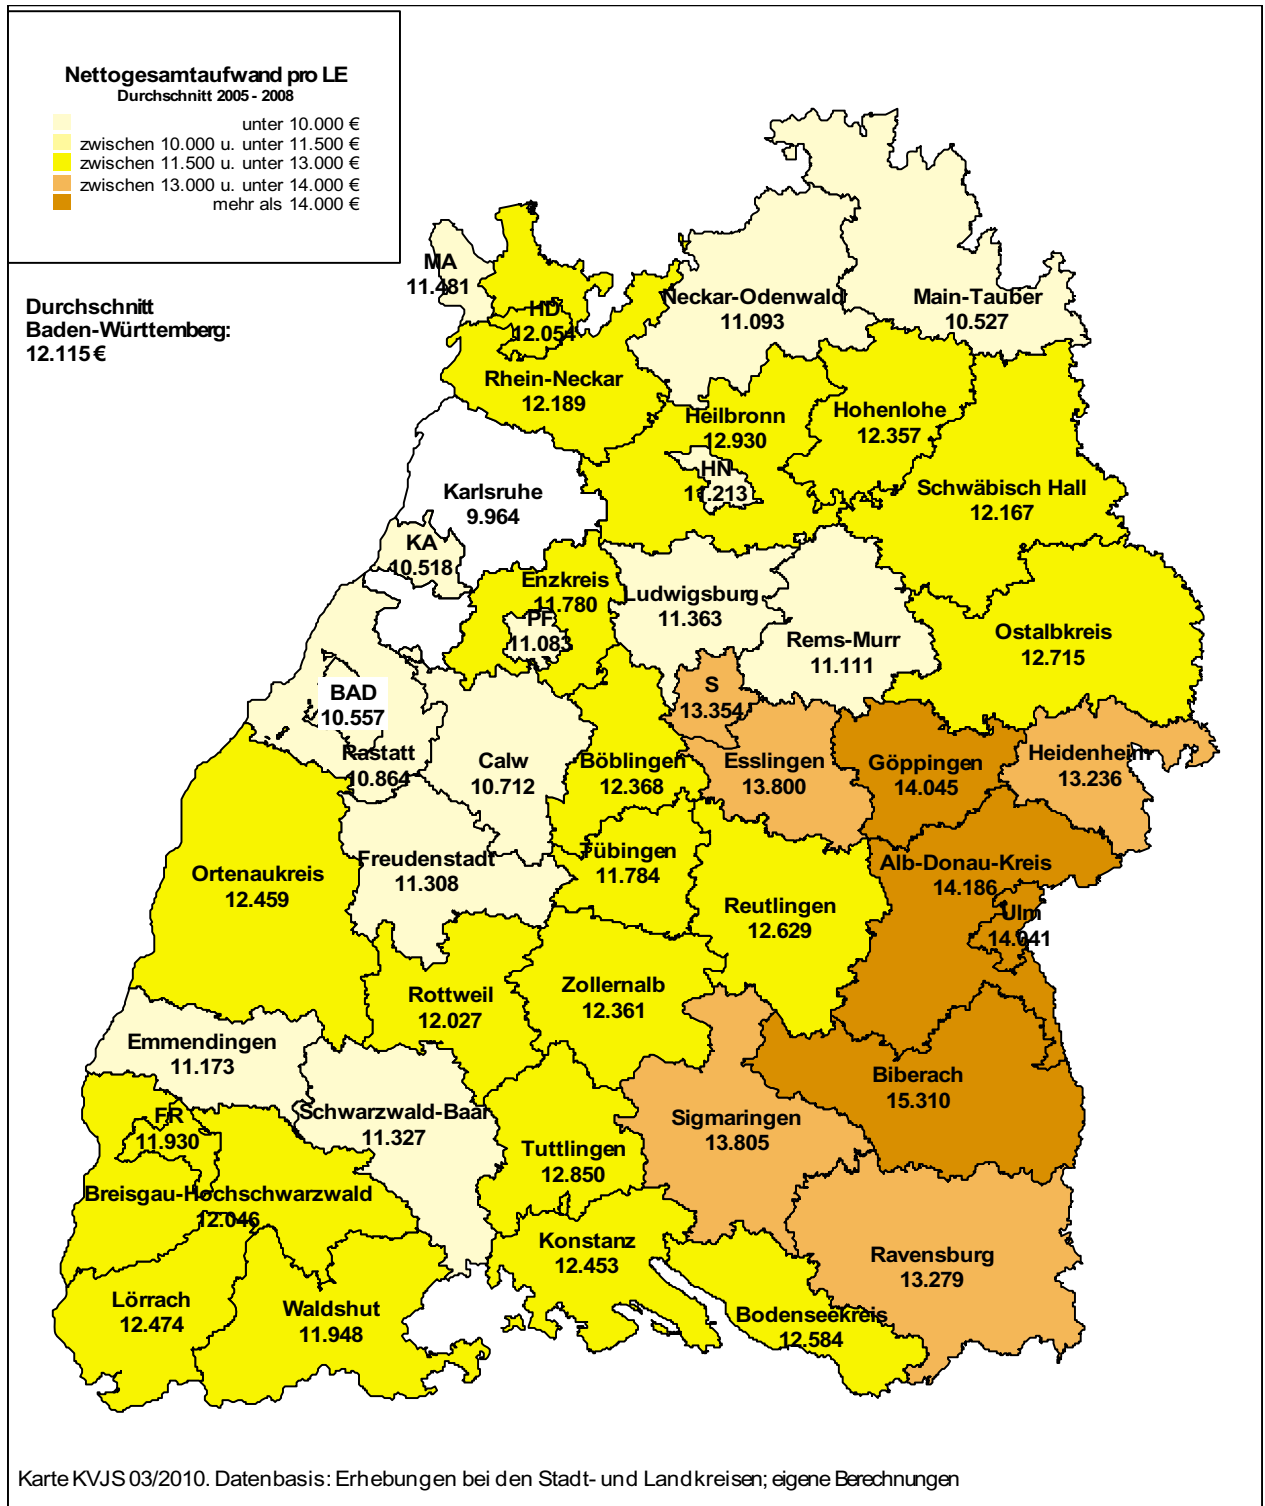 Nettogesamtaufwand pro LE
Durchschnitt 2005 - 2008
unter 10.000 €
zwischen 10.000 u. unter 11.500 €
zwischen 11.500 u. unter 13.000 €
zwischen 13.000 u. unter 14.000 €
mehr als 14.000 €
Durchschnitt
Baden-Württemberg:
12.115 €
MA
11.481
HD
12.054
Neckar-Odenwald
11.093
Main-Tauber
10.527
Rhein-Neckar
12.189
Heilbronn
12.930
Hohenlohe
12.357
HN
11.213
Karlsruhe
9.964
Schwäbisch Hall
12.167
KA
10.518
Enzkreis
11.780
Ludwigsburg
11.363
PF
11.083
Rems-Murr
11.111
Ostalbkreis
12.715
BAD
10.557
S
13.354
Rastatt
10.864
Calw
10.712
Böblingen
12.368
Esslingen
13.800
Göppingen
14.045
Heidenheim
13.236
Freudenstadt
11.308
Tübingen
11.784
Alb-Donau-Kreis
14.186
Ortenaukreis
12.459
Reutlingen
12.629
Ulm
14.041
Rottweil
12.027
Zollernalb
12.361
Emmendingen
11.173
Biberach
15.310
FR
11.930
Schwarzwald-Baar
11.327
Sigmaringen
13.805
Tuttlingen
12.850
Breisgau-Hochschwarzwald
12.046
Konstanz
12.453
Ravensburg
13.279
Lörrach
12.474
Waldshut
11.948
Bodenseekreis
12.584
Karte KVJS 03/2010. Datenbasis: Erhebungen bei den Stadt- und Landkreisen; eigene Berechnungen